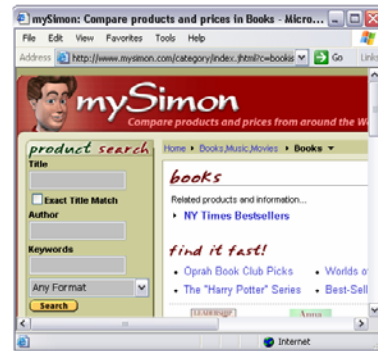 mySimon: Compare products and prices in Books - Micro...
File Edit View Favorites Tools Help
Address http://www.mysimon.com/category/index.jhtml?c=books Go Links
mySimon
Compare products and prices from around the We
product search
Title
Exact Title Match
Author
Keywords
Any Format
Search
Home Books,Music,Movies Books
books
Related products and information...
NY Times Bestsellers
find it fast!
• Oprah Book Club Picks • Worlds o
• The "Harry Potter" Series • Best-Sell
Internet